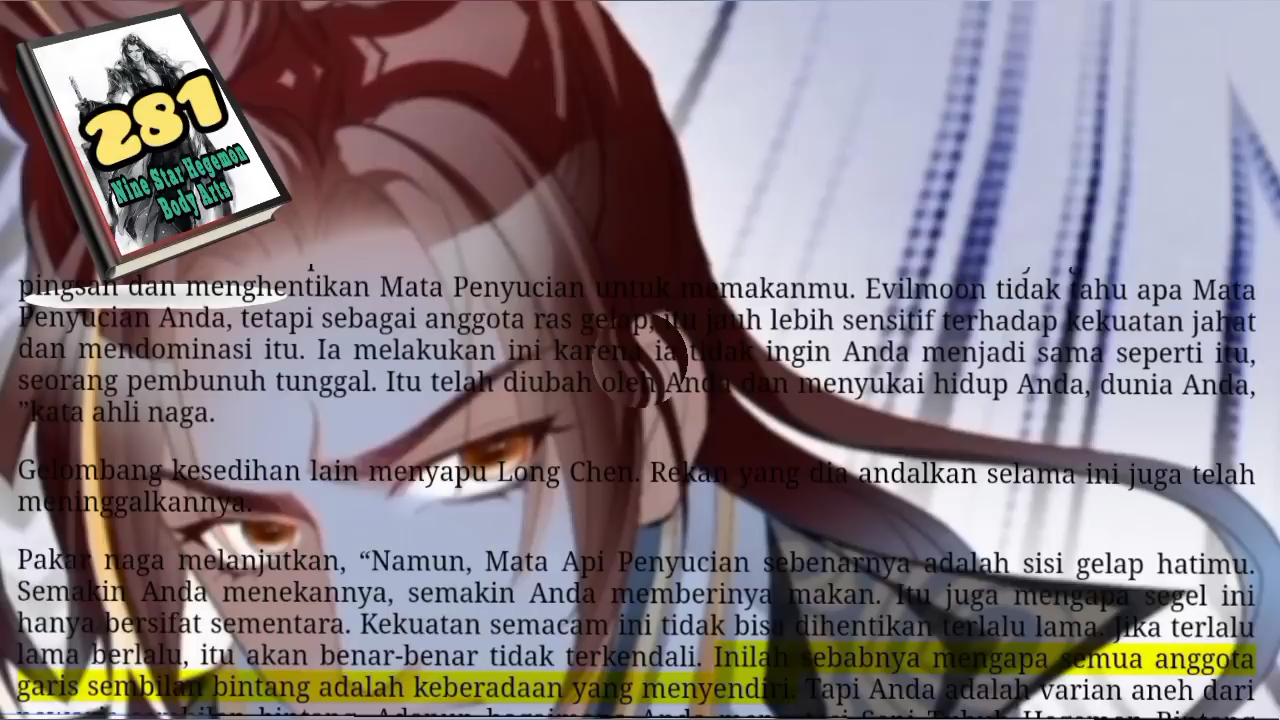 281
Nine Star Hegemon
Body Arts
pingsan dan menghentikan Mata Penyucian untuk memakanmu. Evilmoon tidak tahu apa Mata
Penyucian Anda, tetapi sebagai anggota ras gelap, itu jauh lebih sensitif terhadap kekuatan jahat
dan mendominasi itu. Ia melakukan ini karena ia tidak ingin Anda menjadi sama seperti itu,
seorang pembunuh tunggal. Itu telah diubah oleh Anda dan menyukai hidup Anda, dunia Anda,
”kata ahli naga.
Gelombang kesedihan lain menyapu Long Chen. Rekan yang dia andalkan selama ini juga telah
meninggalkannya.
Pakar naga melanjutkan, “Namun, Mata Api Penyucian sebenarnya adalah sisi gelap hatimu.
Semakin Anda menekannya, semakin Anda memberinya makan. Itu juga mengapa segel ini
hanya bersifat sementara. Kekuatan semacam ini tidak bisa dihentikan terlalu lama. Jika terlalu
lama berlalu, itu akan benar-benar tidak terkendali. Inilah sebabnya mengapa semua anggota
garis sembilan bintang adalah keberadaan yang menyendiri. Tapi Anda adalah varian aneh dari